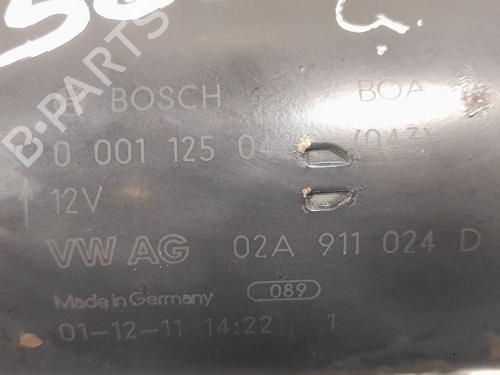 BOSCH BOA
0 001 125 04 (047)
12V
VW AG 02A 911 024 D
Made in Germany 089
01-12-11 14:22 1
B-PARTS